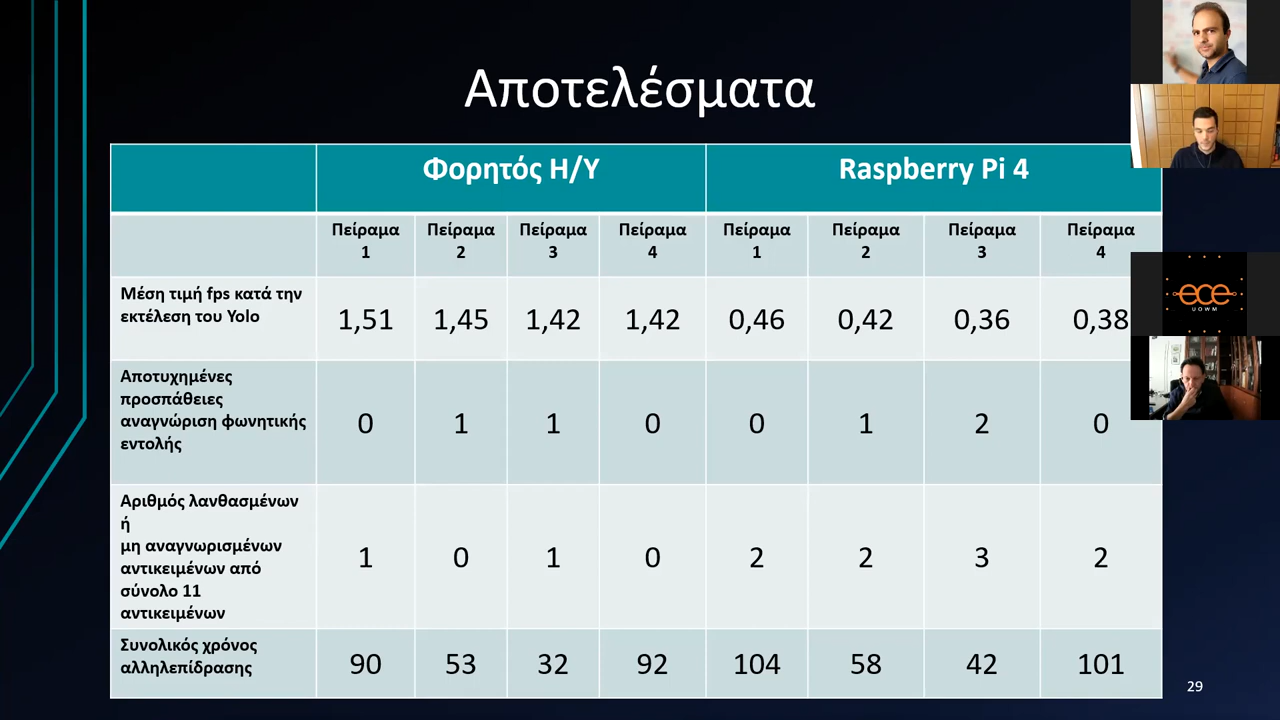 Αποτελέσματα
Φορητός Η/Υ Raspberry Pi 4
Πείραμα 1 Πείραμα 2 Πείραμα 3 Πείραμα 4 Πείραμα 1 Πείραμα 2 Πείραμα 3 Πείραμα 4
Μέση τιμή fps κατά την
εκτέλεση του Yolo
1,51 1,45 1,42 1,42 0,46 0,42 0,36 0,38
Αποτυχημένες
προσπάθειες
αναγνώριση φωνητικής
εντολής
0 1 1 0 0 1 2 0
Αριθμός λανθασμένων
ή
μη αναγνωρισμένων
αντικειμένων από
σύνολο 11
αντικειμένων
1 0 1 0 2 2 3 2
Συνολικός χρόνος
αλληλεπίδρασης
90 53 32 92 104 58 42 101
29
ece
UOWM